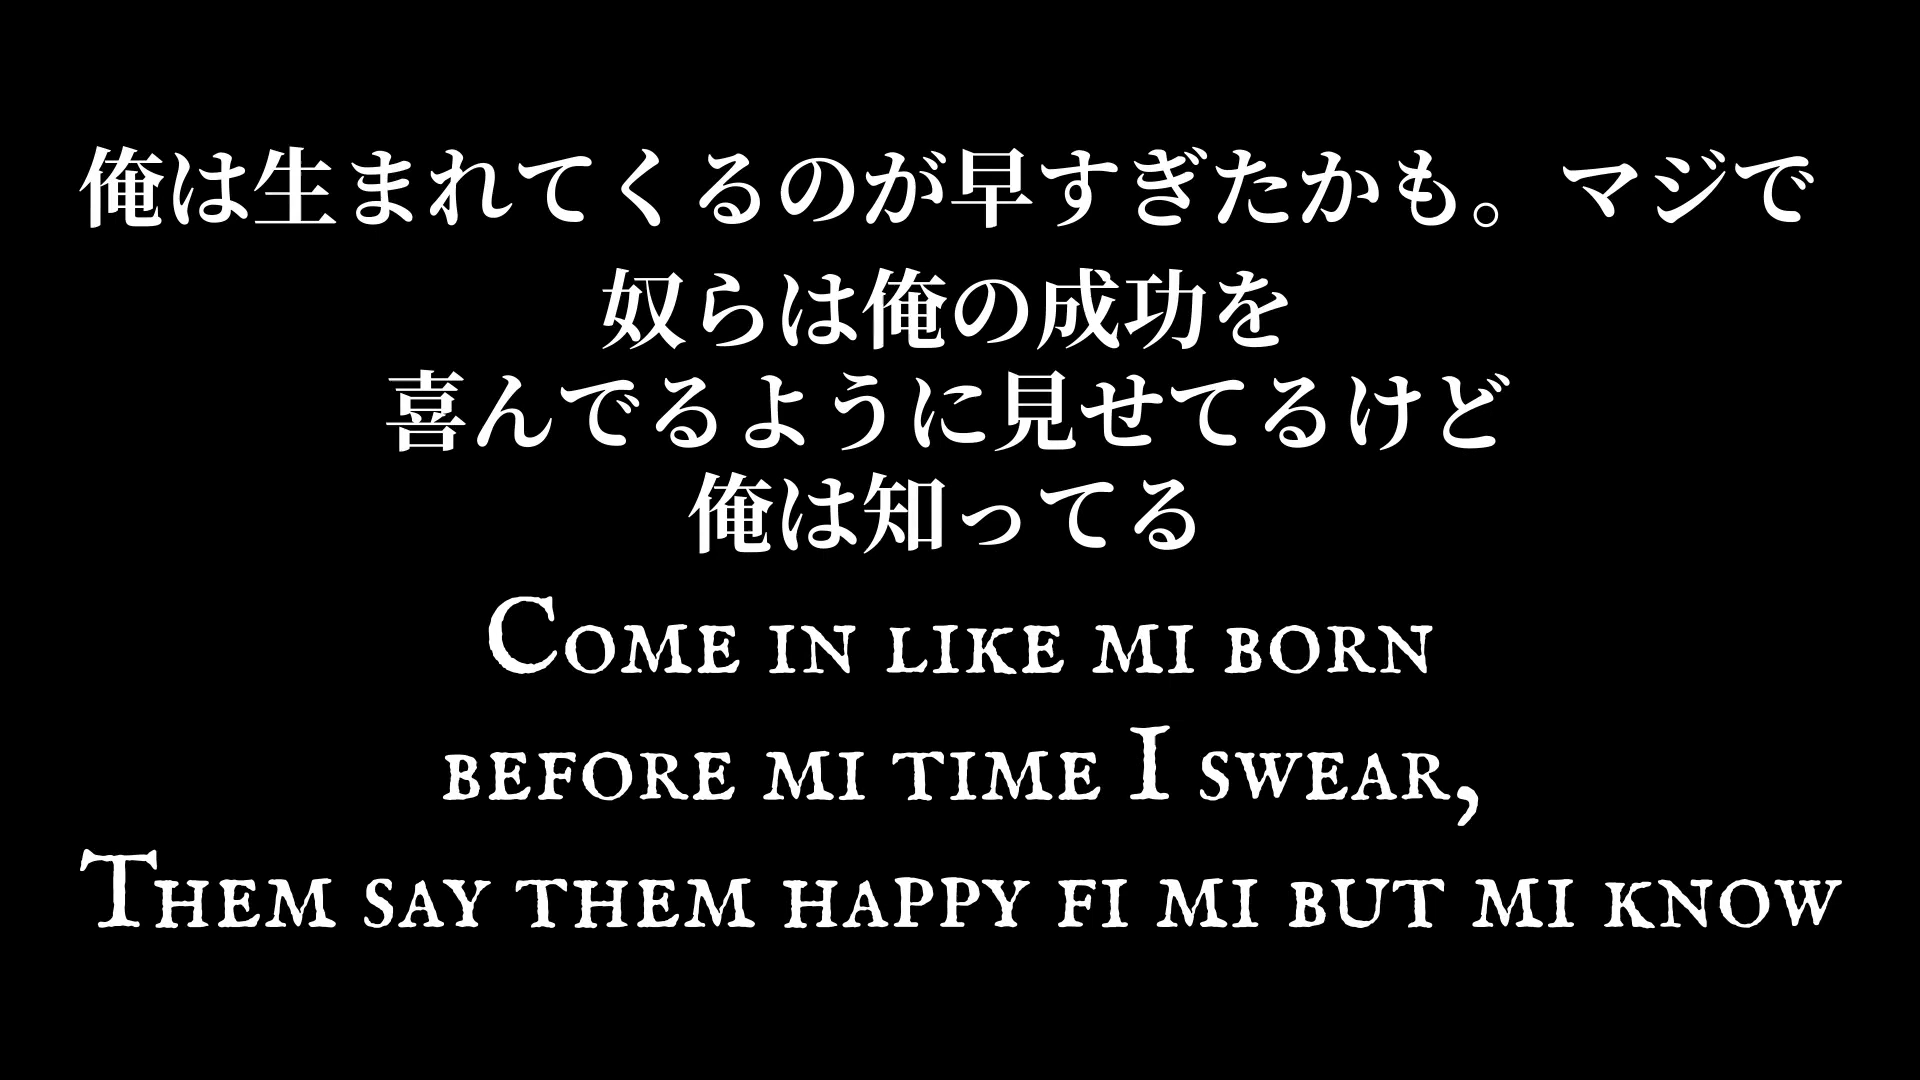 俺は生まれてくるのが早すぎたかも。マジで
奴らは俺の成功を
喜んでるように見せてるけど
俺は知ってる
Come in like mi born
before mi time I swear,
Them say them happy fi mi but mi know